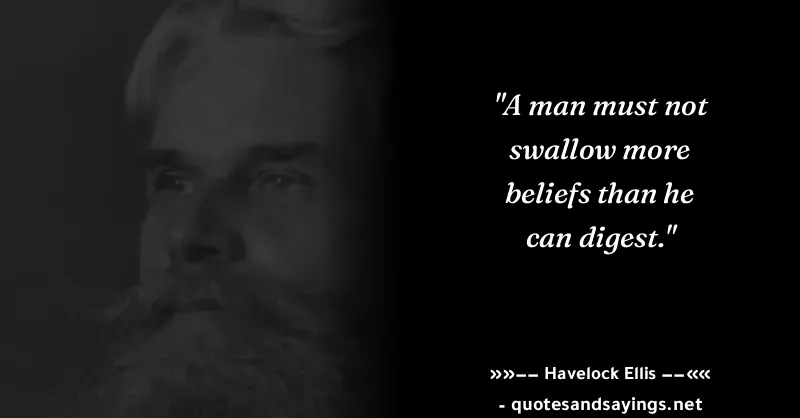 "A man must not
swallow more
beliefs than he
can digest."
»»−− Havelock Ellis −−««
- quotesandsayings.net